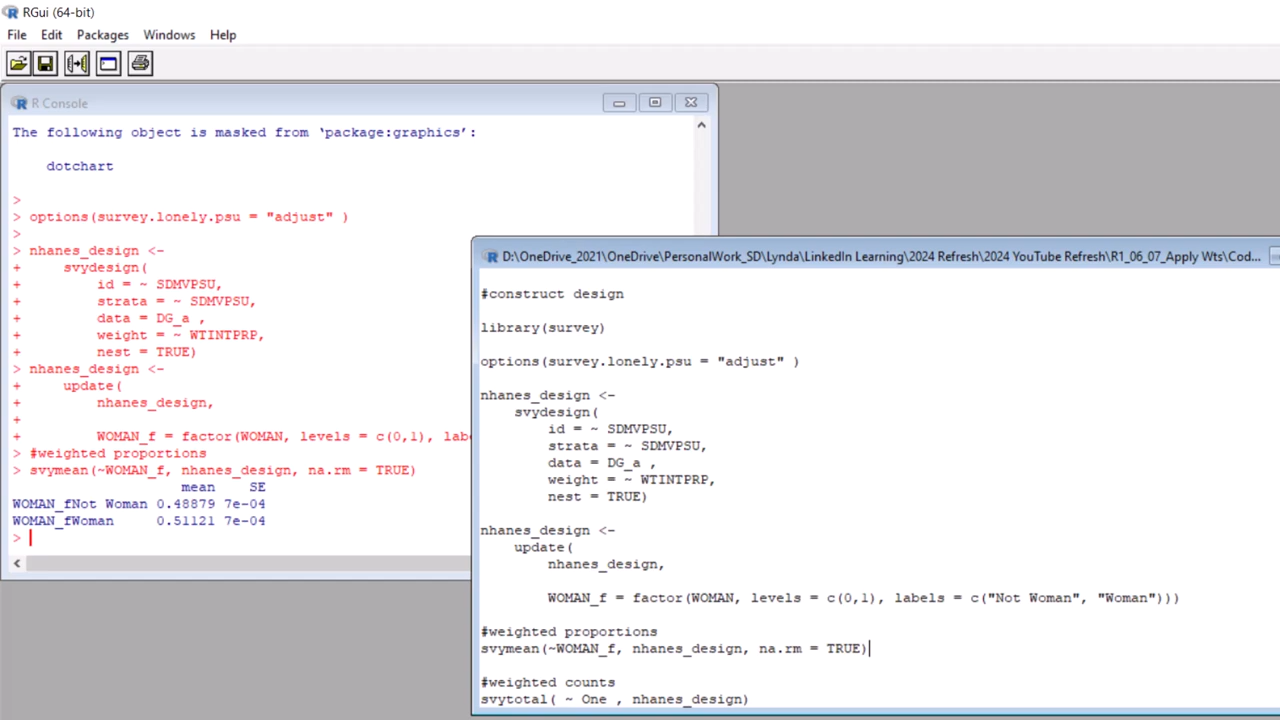 RGui (64-bit)
File Edit Packages Windows Help
R Console
The following object is masked from ‘package:graphics’:
dotchart
>
> options(survey.lonely.psu = "adjust" )
>
> nhanes_design <-
+ svydesign(
+ id = ~ SDMVPSU,
+ strata = ~ SDMVPSU,
+ data = DG_a ,
+ weight = ~ WTINTPRP,
+ nest = TRUE)
> nhanes_design <-
+ update(
+ nhanes_design,
+
+ WOMAN_f = factor(WOMAN, levels = c(0,1), labe
> #weighted proportions
> svymean(~WOMAN_f, nhanes_design, na.rm = TRUE)
mean SE
WOMAN_fNot Woman 0.48879 7e-04
WOMAN_fWoman 0.51121 7e-04
>
D:\OneDrive_2021\OneDrive\PersonalWork_SD\Lynda\LinkedIn Learning\2024 Refresh\2024 YouTube Refresh\R1_06_07_Apply Wts\Cod...
#construct design
library(survey)
options(survey.lonely.psu = "adjust" )
nhanes_design <-
svydesign(
id = ~ SDMVPSU,
strata = ~ SDMVPSU,
data = DG_a ,
weight = ~ WTINTPRP,
nest = TRUE)
nhanes_design <-
update(
nhanes_design,
WOMAN_f = factor(WOMAN, levels = c(0,1), labels = c("Not Woman", "Woman")))
#weighted proportions
svymean(~WOMAN_f, nhanes_design, na.rm = TRUE)
#weighted counts
svytotal( ~ One , nhanes_design)